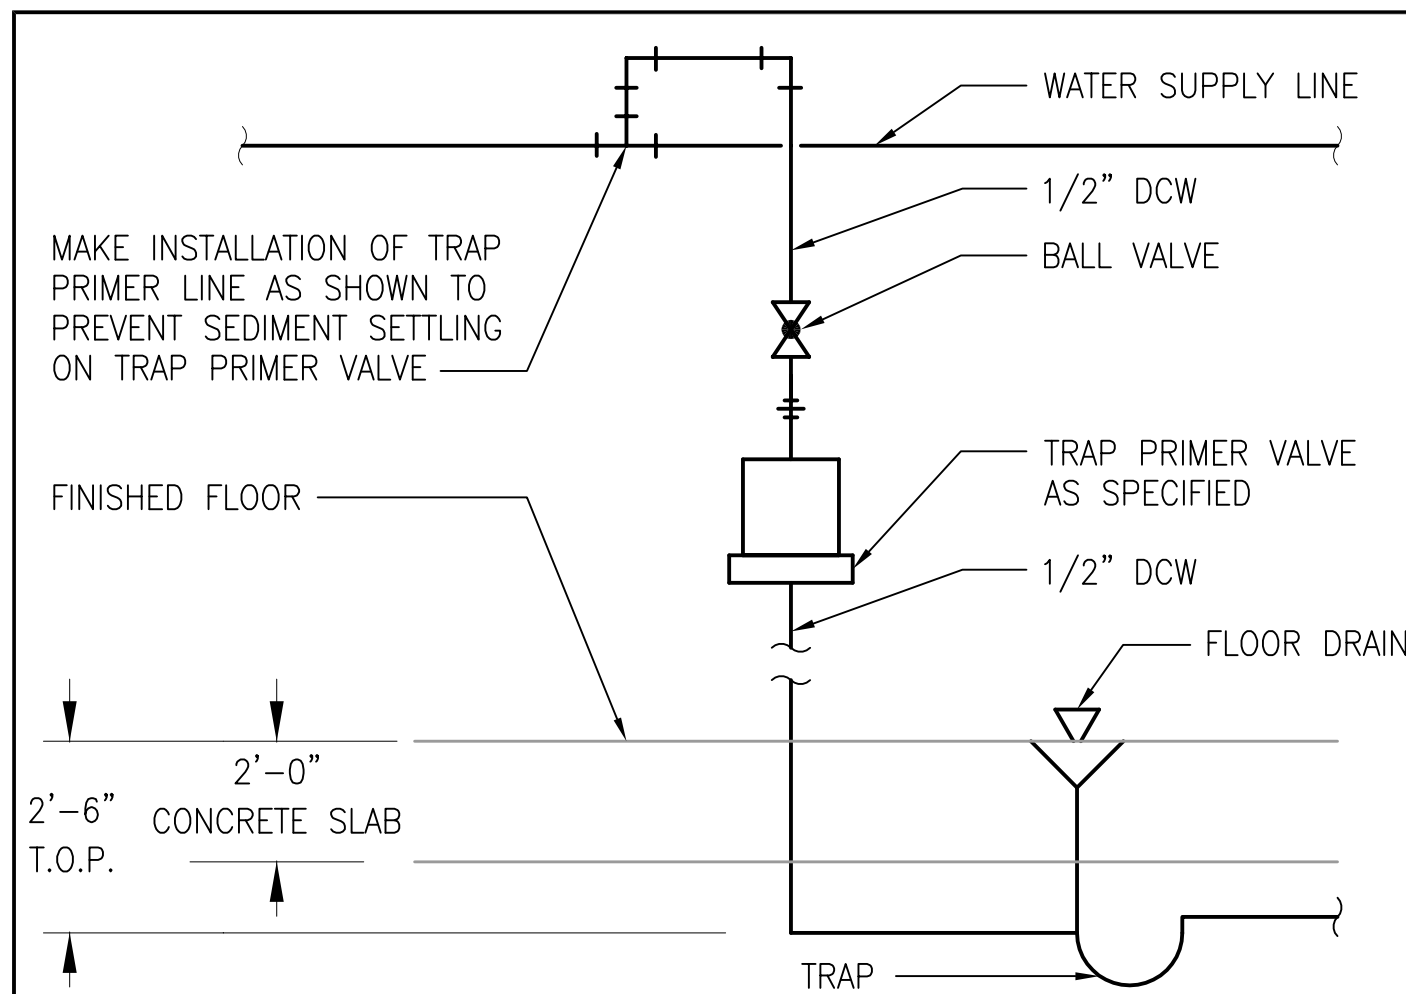 WATER SUPPLY LINE
1/2" DCW
MAKE INSTALLATION OF TRAP
PRIMER LINE AS SHOWN TO
PREVENT SEDIMENT SETTLING
ON TRAP PRIMER VALVE
BALL VALVE
TRAP PRIMER VALVE
AS SPECIFIED
FINISHED FLOOR
1/2" DCW
FLOOR DRAIN
2'-0"
CONCRETE SLAB
2'-6"
T.O.P.
TRAP